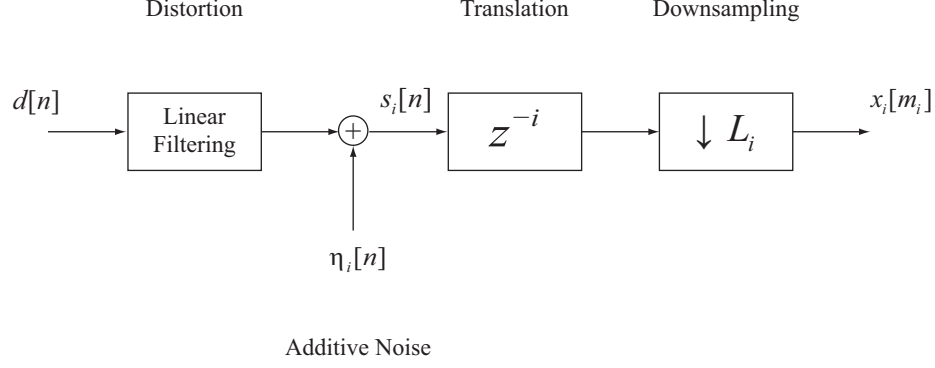 Distortion Translation Downsampling
d[n] s_i[n] x_i[m_i]
Linear
Filtering
+ z^{-i} ↓ L_i
η_i[n]
Additive Noise